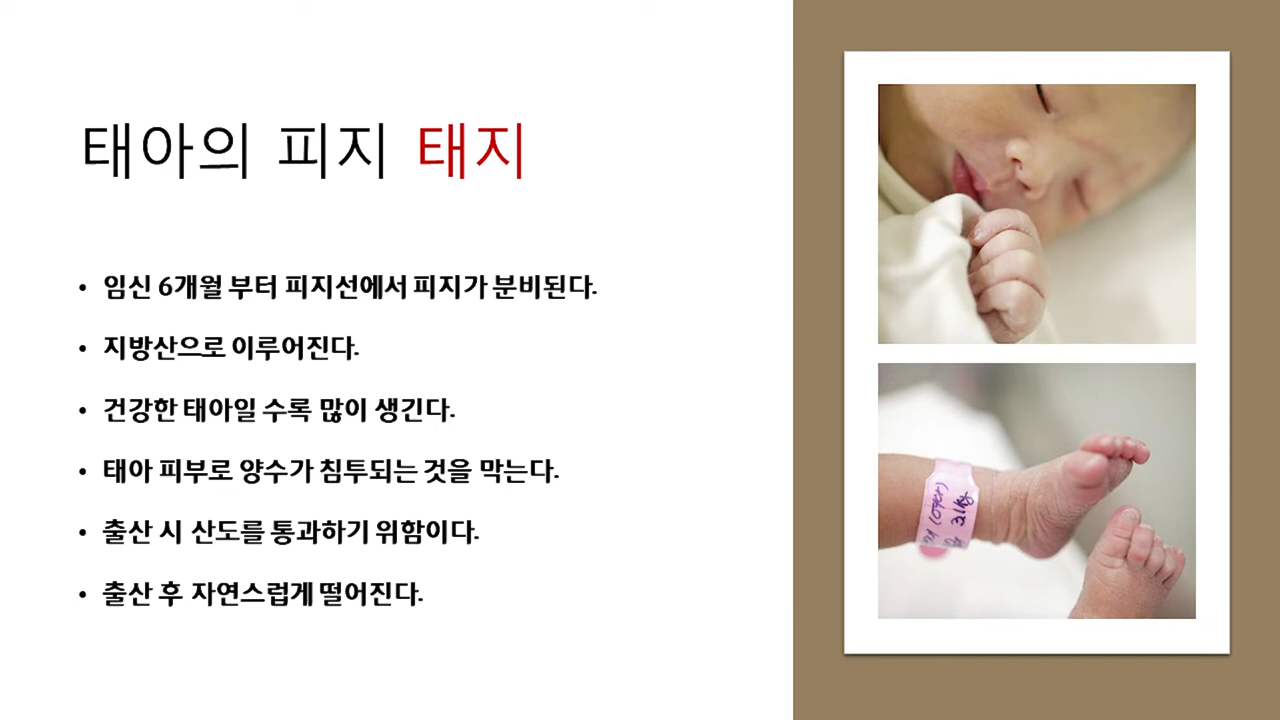 태아의 피지 태지
• 임신 6개월 부터 피지선에서 피지가 분비된다.
• 지방산으로 이루어진다.
• 건강한 태아일 수록 많이 생긴다.
• 태아 피부로 양수가 침투되는 것을 막는다.
• 출산 시 산도를 통과하기 위함이다.
• 출산 후 자연스럽게 떨어진다.